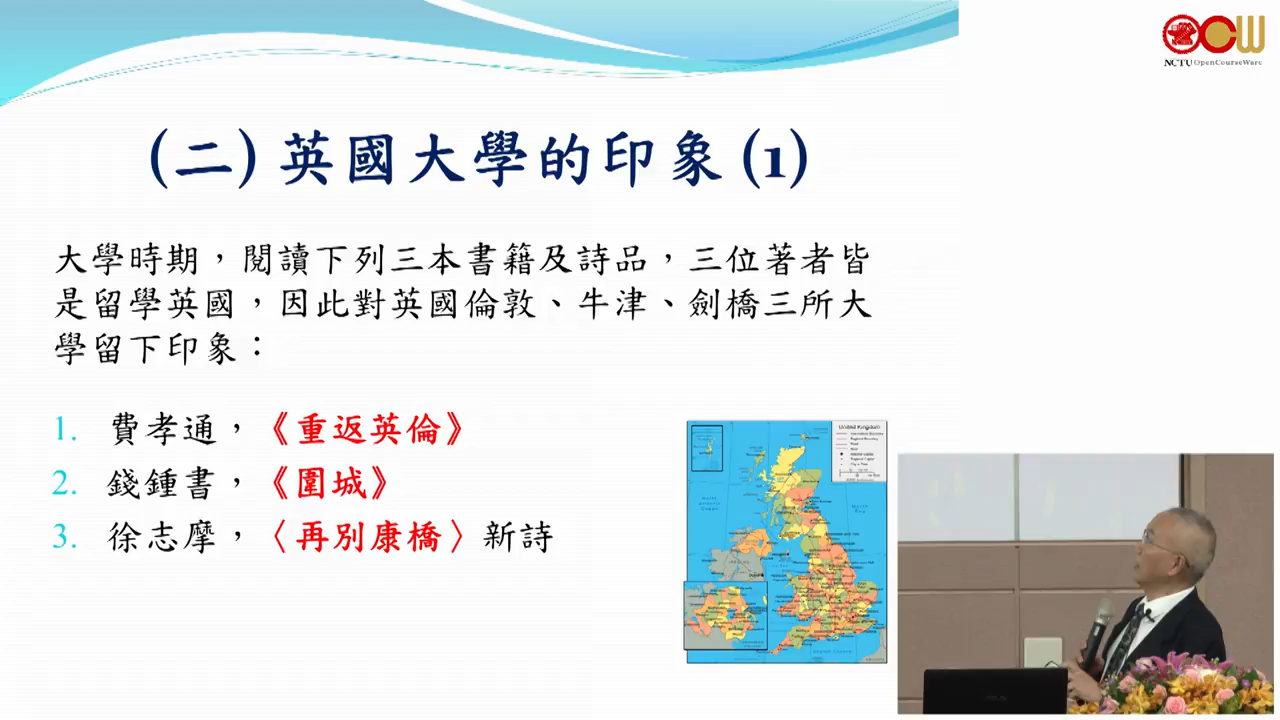 OCW
NCTU OpenCourseWare
(二) 英國大學的印象 (1)
大學時期，閱讀下列三本書籍及詩品，三位著者皆
是留學英國，因此對英國倫敦、牛津、劍橋三所大
學留下印象：
1. 費孝通，《重返英倫》
2. 錢鍾書，《圍城》
3. 徐志摩，〈再別康橋〉新詩
United Kingdom